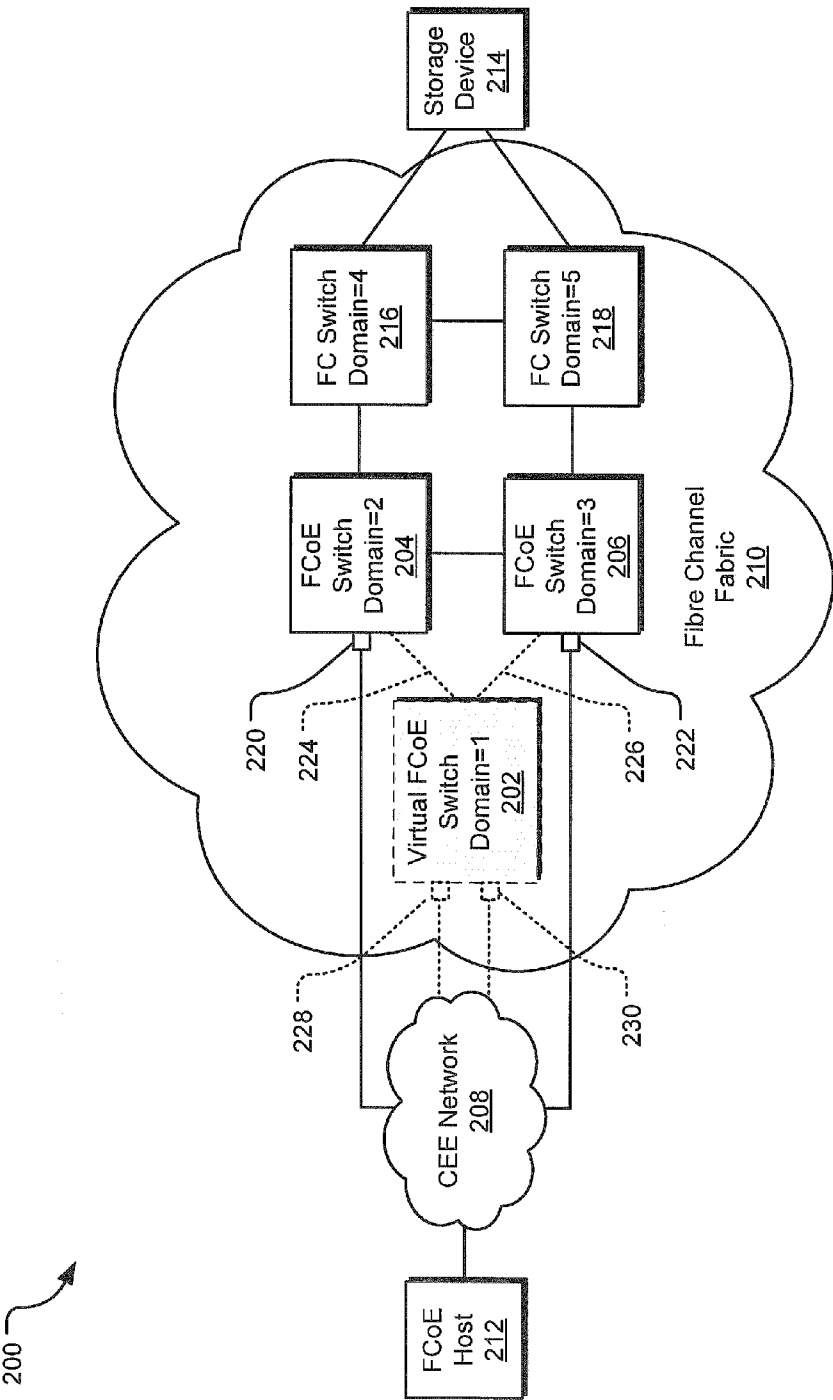 200
FCoE
Host
212
CEE Network
208
228
230
220
224
226
222
Virtual FCoE
Switch
Domain=1
202
FCoE
Switch
Domain=2
204
FCoE
Switch
Domain=3
206
FC Switch
Domain=4
216
FC Switch
Domain=5
218
Fibre Channel
Fabric
210
Storage
Device
214